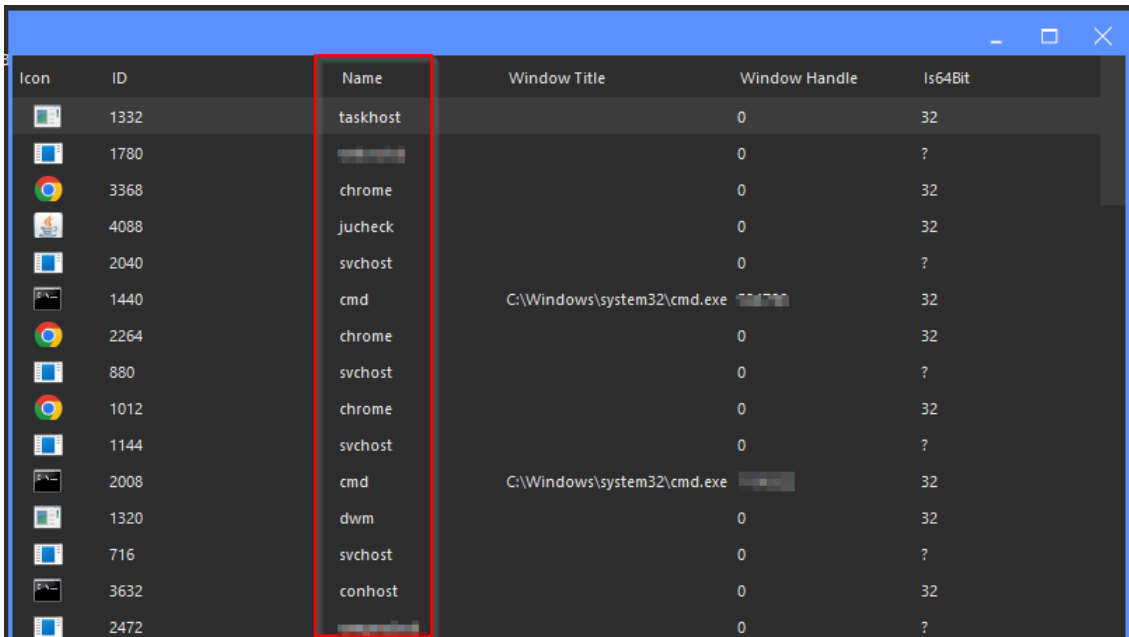 Icon ID Name Window Title Window Handle Is64Bit
1332 taskhost 0 32
1780 0 ?
3368 chrome 0 32
4088 jucheck 0 32
2040 svchost 0 ?
1440 cmd C:\Windows\system32\cmd.exe 32
2264 chrome 0 32
880 svchost 0 ?
1012 chrome 0 32
1144 svchost 0 ?
2008 cmd C:\Windows\system32\cmd.exe 32
1320 dwm 0 32
716 svchost 0 ?
3632 conhost 0 32
2472 0 ?